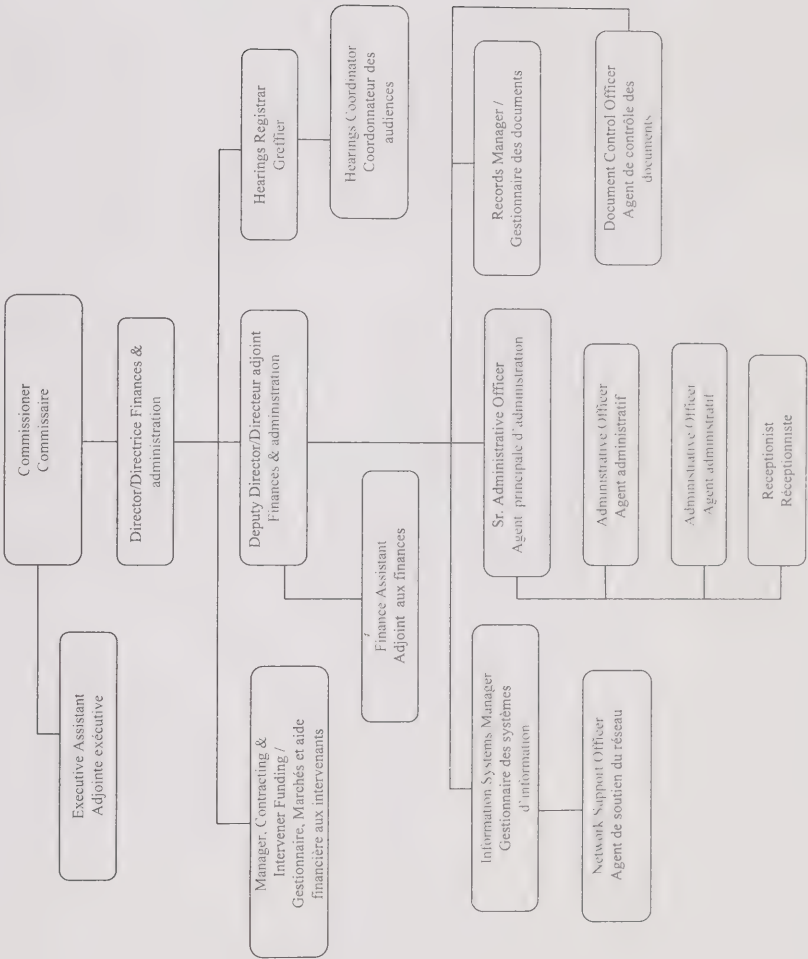 Commissioner
Commissaire
Executive Assistant
Adjointe exécutive
Director/Directrice Finances &
administration
Manager, Contracting &
Intervener Funding /
Gestionnaire, Marchés et aide
financière aux intervenants
Deputy Director/Directeur adjoint
Finances & administration
Hearings Registrar
Greffier
Finance Assistant
Adjoint aux finances
Hearings Coordinator
Coordonnateur des
audiences
Information Systems Manager
Gestionnaire des systèmes
d'information
Sr. Administrative Officer
Agent principale d'administration
Records Manager /
Gestionnaire des documents
Network Support Officer
Agent de soutien du réseau
Administrative Officer
Agent administratif
Document Control Officer
Agent de contrôle des
documents
Administrative Officer
Agent administratif
Receptionist
Réceptionniste